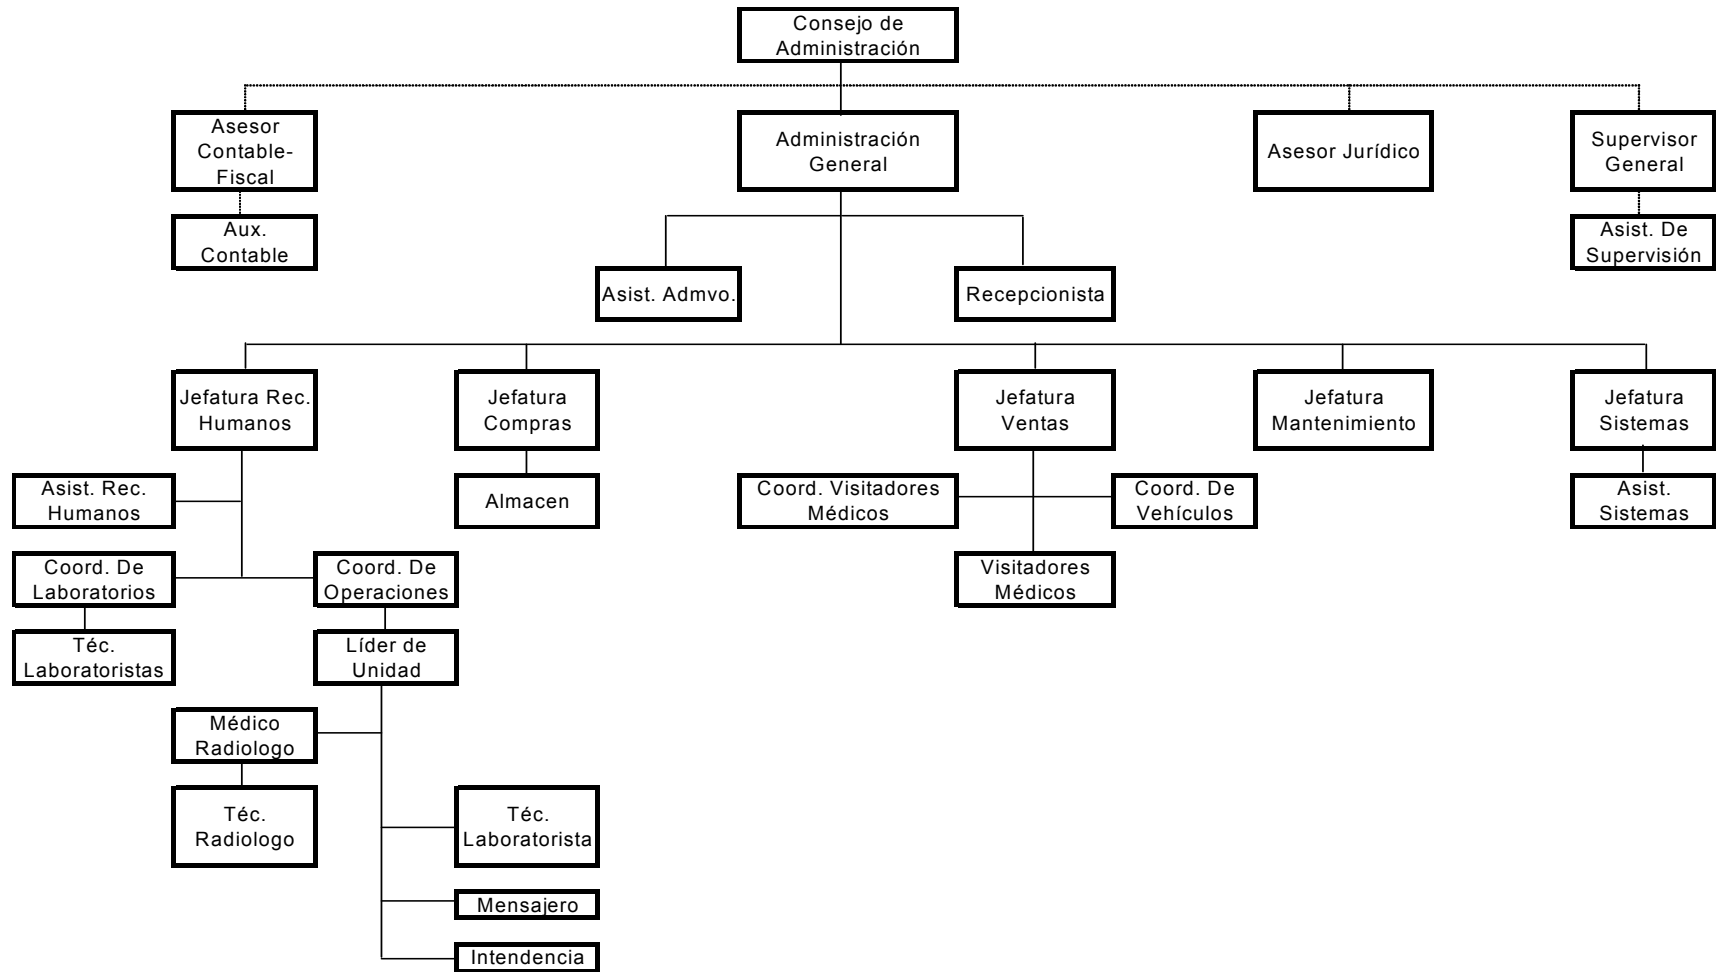 Consejo de
Administración
Asesor
Contable-
Fiscal
Administración
General
Asesor Jurídico
Supervisor
General
Aux.
Contable
Asist. De
Supervisión
Asist. Admvo.
Recepcionista
Jefatura Rec.
Humanos
Jefatura
Compras
Jefatura
Ventas
Jefatura
Mantenimiento
Jefatura
Sistemas
Asist. Rec.
Humanos
Almacen
Coord. Visitadores
Médicos
Coord. De
Vehículos
Asist.
Sistemas
Coord. De
Laboratorios
Coord. De
Operaciones
Visitadores
Médicos
Téc.
Laboratoristas
Líder de
Unidad
Médico
Radiologo
Téc.
Radiologo
Téc.
Laboratorista
Mensajero
Intendencia